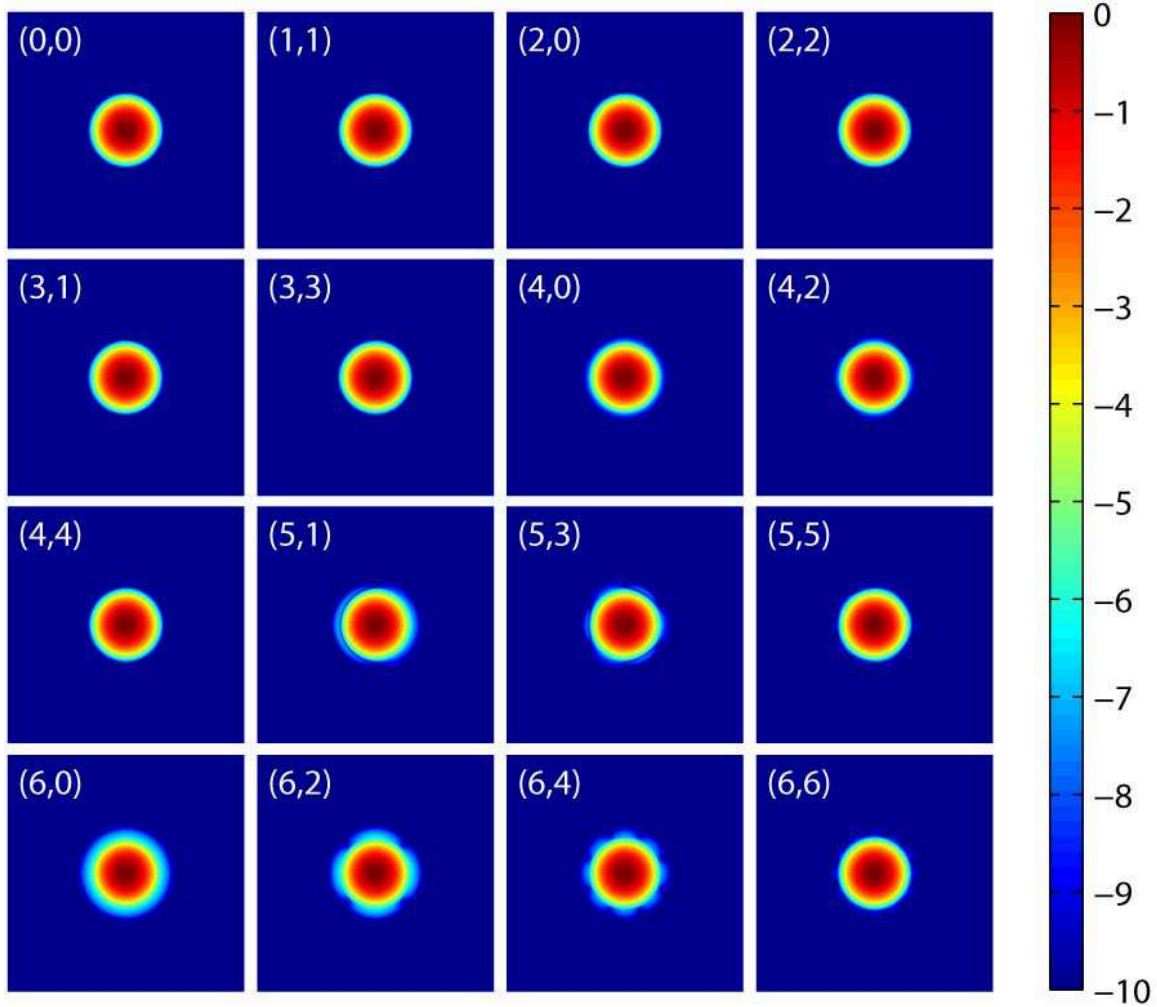 (0,0) (1,1) (2,0) (2,2)
(3,1) (3,3) (4,0) (4,2)
(4,4) (5,1) (5,3) (5,5)
(6,0) (6,2) (6,4) (6,6)
0
−1
−2
−3
−4
−5
−6
−7
−8
−9
−10